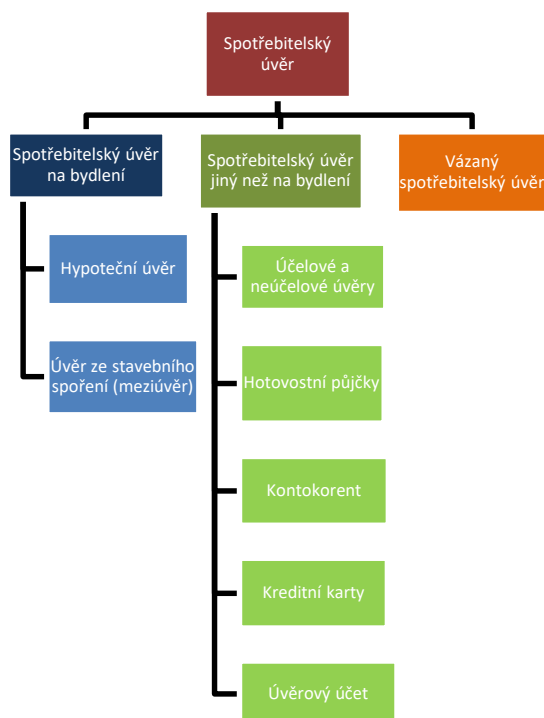 Spotřebitelský
úvěr
Spotřebitelský úvěr
na bydlení
Spotřebitelský úvěr
jiný než na bydlení
Vázaný
spotřebitelský úvěr
Hypoteční úvěr
Úvěr ze stavebního
spoření (meziúvěr)
Účelové a
neúčelové úvěry
Hotovostní půjčky
Kontokorent
Kreditní karty
Úvěrový účet